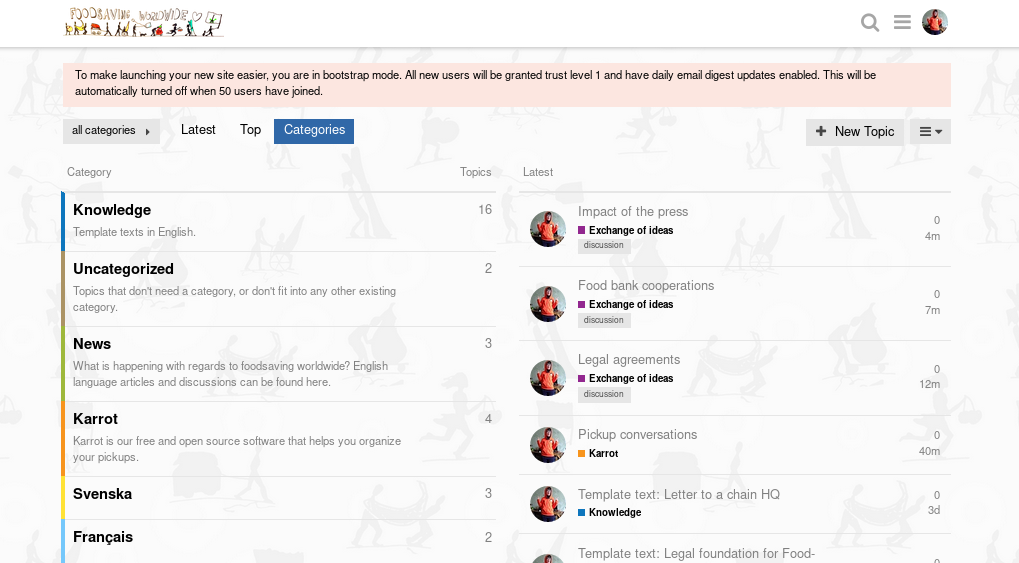 FOODSAVING WORLDWIDE
To make launching your new site easier, you are in bootstrap mode. All new users will be granted trust level 1 and have daily email digest updates enabled. This will be
automatically turned off when 50 users have joined.
all categories
Latest
Top
Categories
New Topic
Category
Topics
Knowledge
16
Template texts in English.
Uncategorized
2
Topics that don't need a category, or don't fit into any other existing
category.
News
3
What is happening with regards to foodsaving worldwide? English
language articles and discussions can be found here.
Karrot
4
Karrot is our free and open source software that helps you organize
your pickups.
Svenska
3
Français
2
Latest
Impact of the press
0
Exchange of ideas
4m
discussion
Food bank cooperations
0
Exchange of ideas
7m
discussion
Legal agreements
0
Exchange of ideas
12m
discussion
Pickup conversations
0
Karrot
40m
Template text: Letter to a chain HQ
0
Knowledge
3d
Template text: Legal foundation for Food-